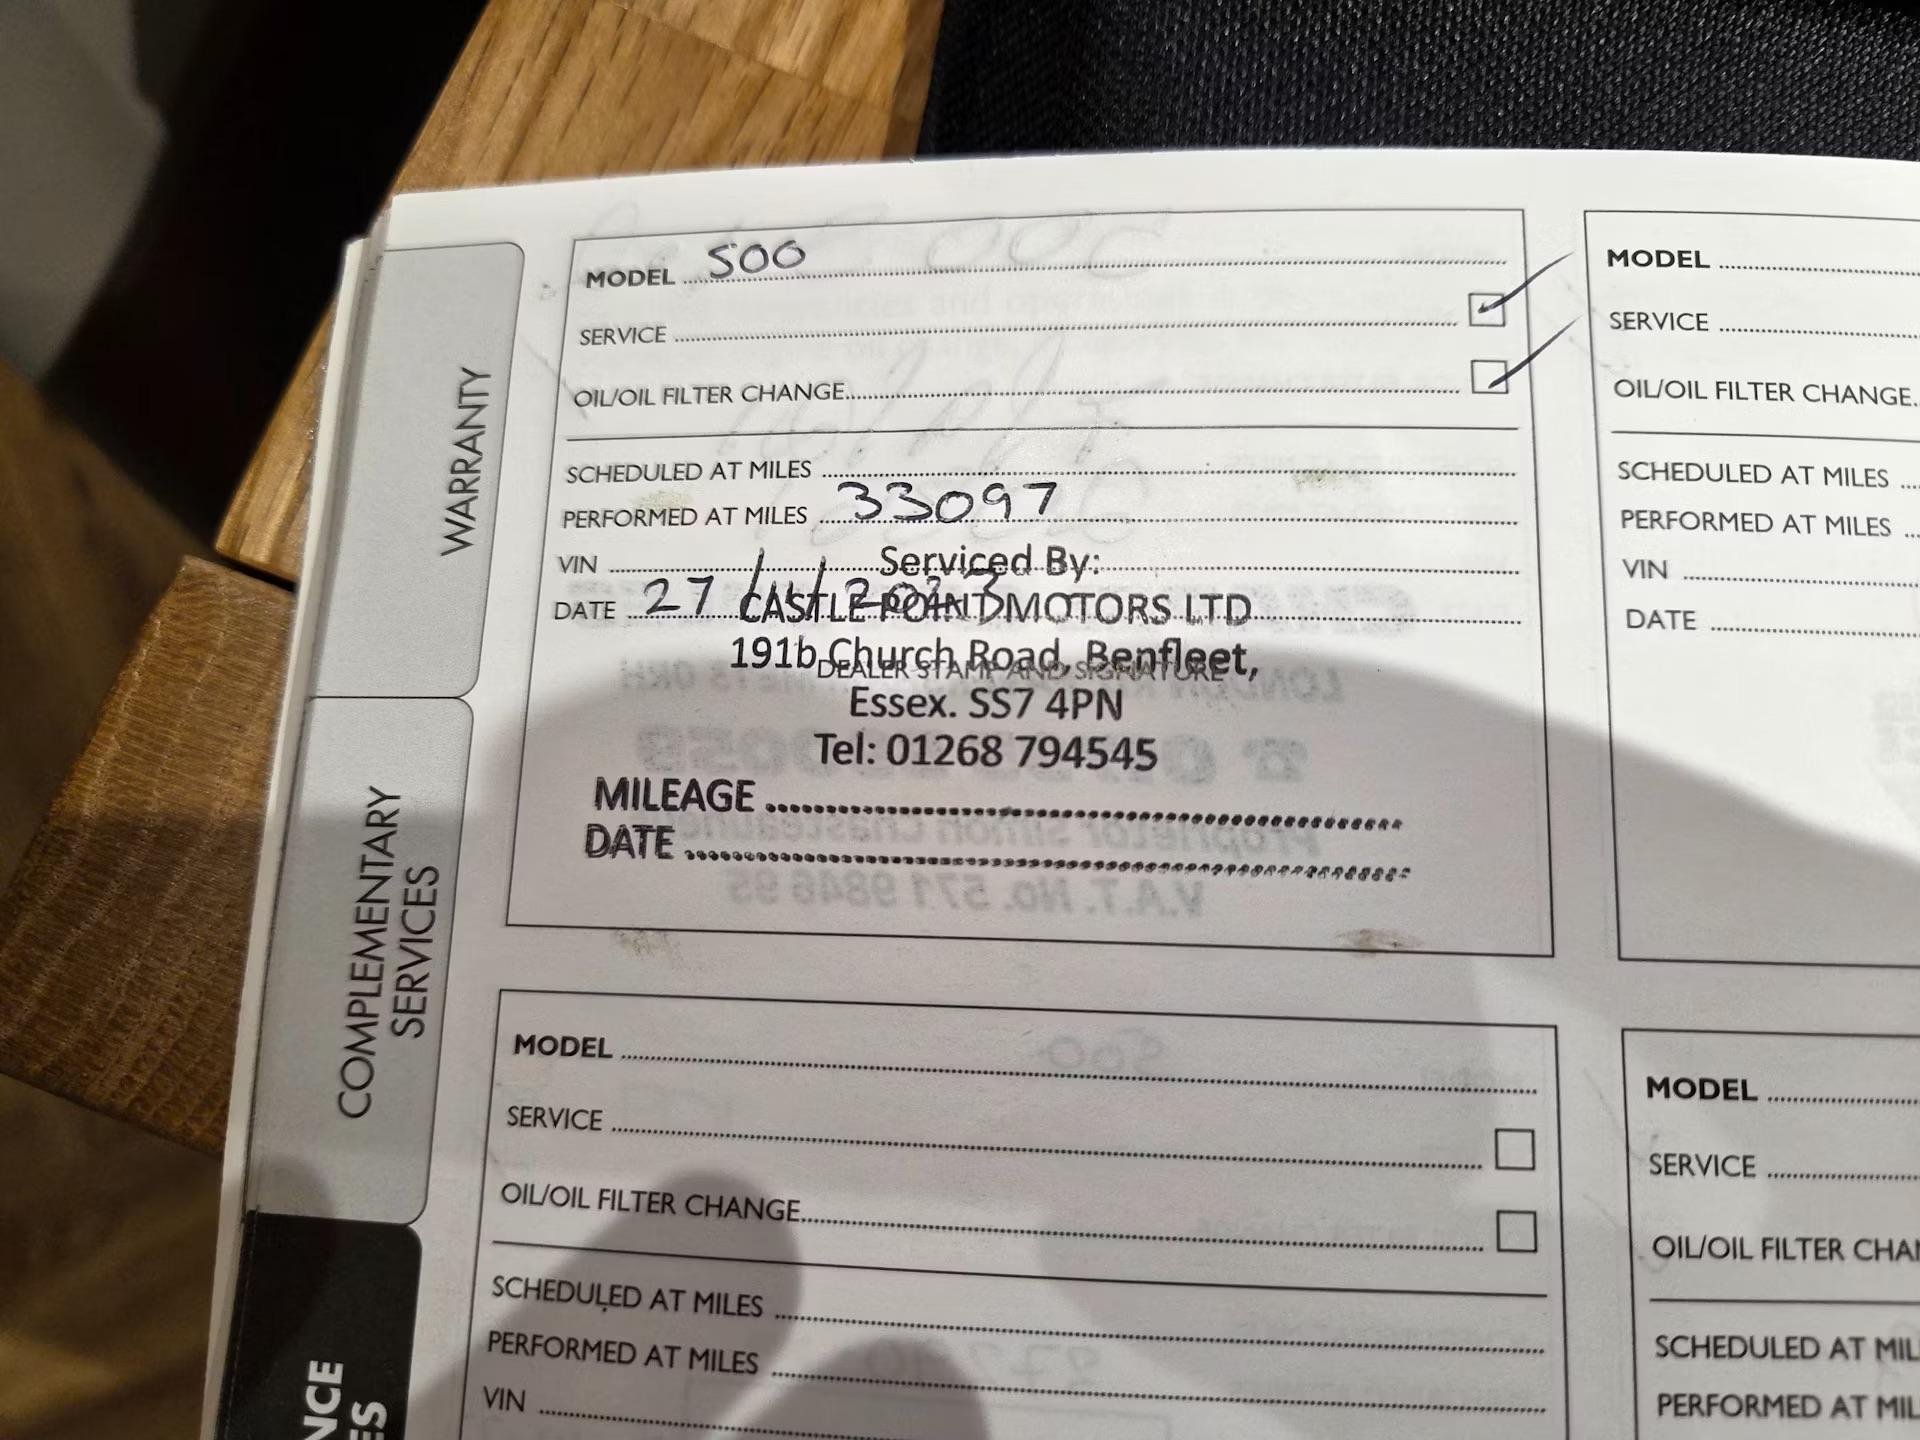 WARRANTY
COMPLEMENTARY
SERVICES
MODEL 500
SERVICE
OIL/OIL FILTER CHANGE
SCHEDULED AT MILES
PERFORMED AT MILES 33097
VIN
DATE 27/11/2023
DEALER STAMP AND SIGNATURE
Serviced By:
CASTLE POINT MOTORS LTD
191b Church Road, Benfleet,
Essex. SS7 4PN
Tel: 01268 794545
MILEAGE
DATE
MODEL
SERVICE
OIL/OIL FILTER CHANGE
SCHEDULED AT MILES
PERFORMED AT MILES
VIN
DATE
MODEL
SERVICE
OIL/OIL FILTER CHANGE
SCHEDULED AT MILES
PERFORMED AT MILES
VIN
MODEL
SERVICE
OIL/OIL FILTER CHA
SCHEDULED AT MIL
PERFORMED AT MIL